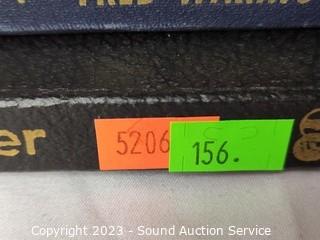 FRED WARING
er
5206
156.
Copyright 2023 - Sound Auction Service